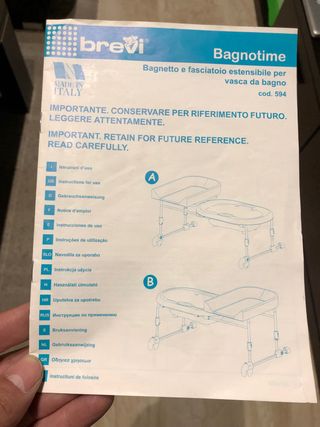 brevi
Bagnotime
Bagnetto e fasciatoio estensibile per
vasca da bagno
cod. 594
MADE IN
ITALY
IMPORTANTE. CONSERVARE PER RIFERIMENTO FUTURO.
LEGGERE ATTENTAMENTE.
IMPORTANT. RETAIN FOR FUTURE REFERENCE.
READ CAREFULLY.
I Istruzioni d'uso
GB Instructions for use
D Gebrauchsanweisung
F Notice d'emploi
E Instrucciones de uso
P Instruções de utilização
SLO Navodila za uporabo
PL Instrukcja użycia
H Használati útmutató
HR Uputstva za upotrebu
RUS Инструкция по применению
S Bruksanvisning
NL Gebruiksaanwijzing
GR Οδηγίες χρήσεως
Instructiuni de folosire
A
B